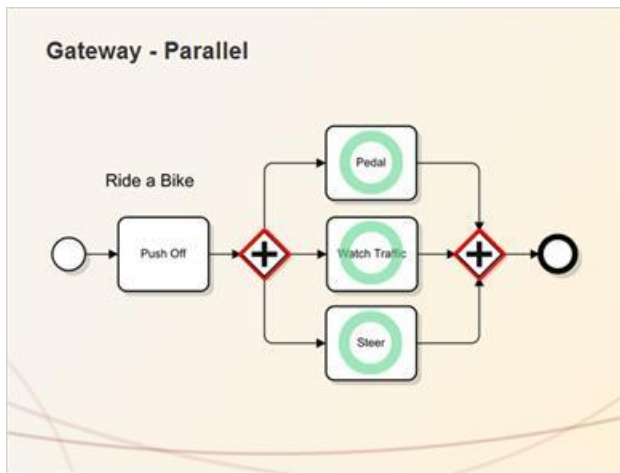 Gateway - Parallel
Ride a Bike
Push Off
Pedal
Watch Traffic
Steer